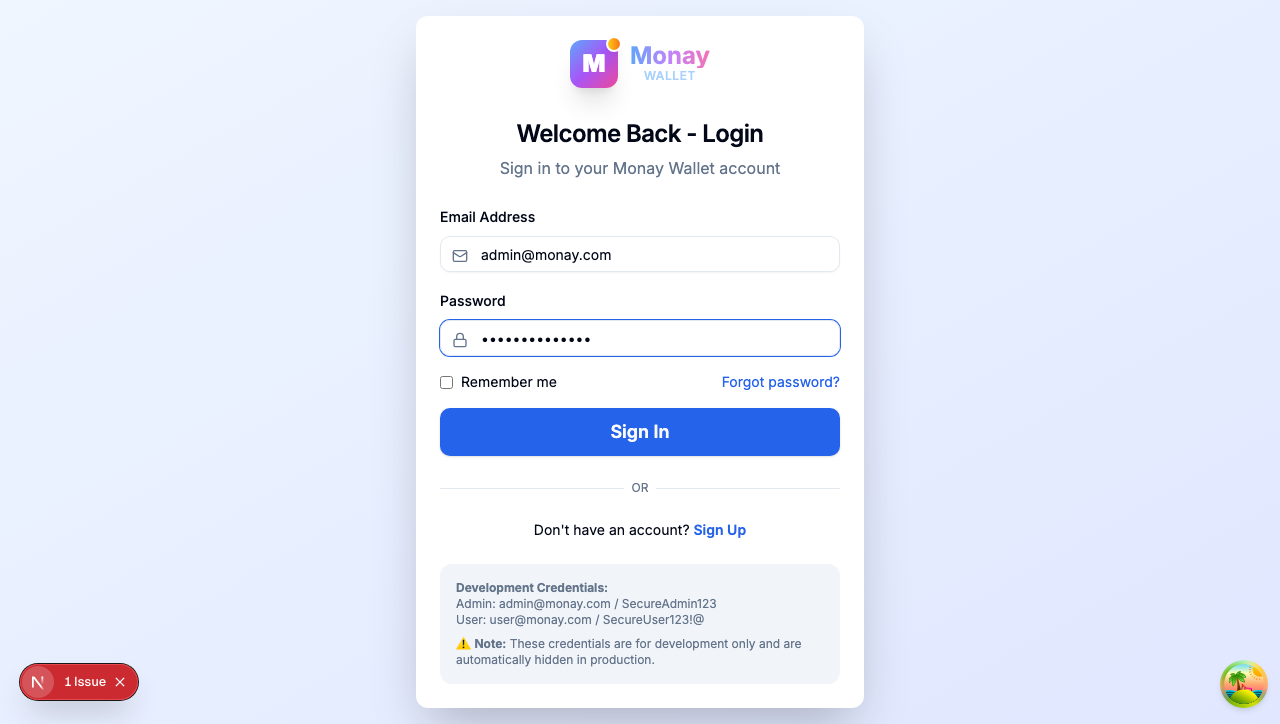 M
Monay
WALLET
Welcome Back - Login
Sign in to your Monay Wallet account
Email Address
admin@monay.com
Password
••••••••••••••
Remember me
Forgot password?
Sign In
OR
Don't have an account? Sign Up
Development Credentials:
Admin: admin@monay.com / SecureAdmin123
User: user@monay.com / SecureUser123!@
⚠️ Note: These credentials are for development only and are
automatically hidden in production.
N
1 Issue